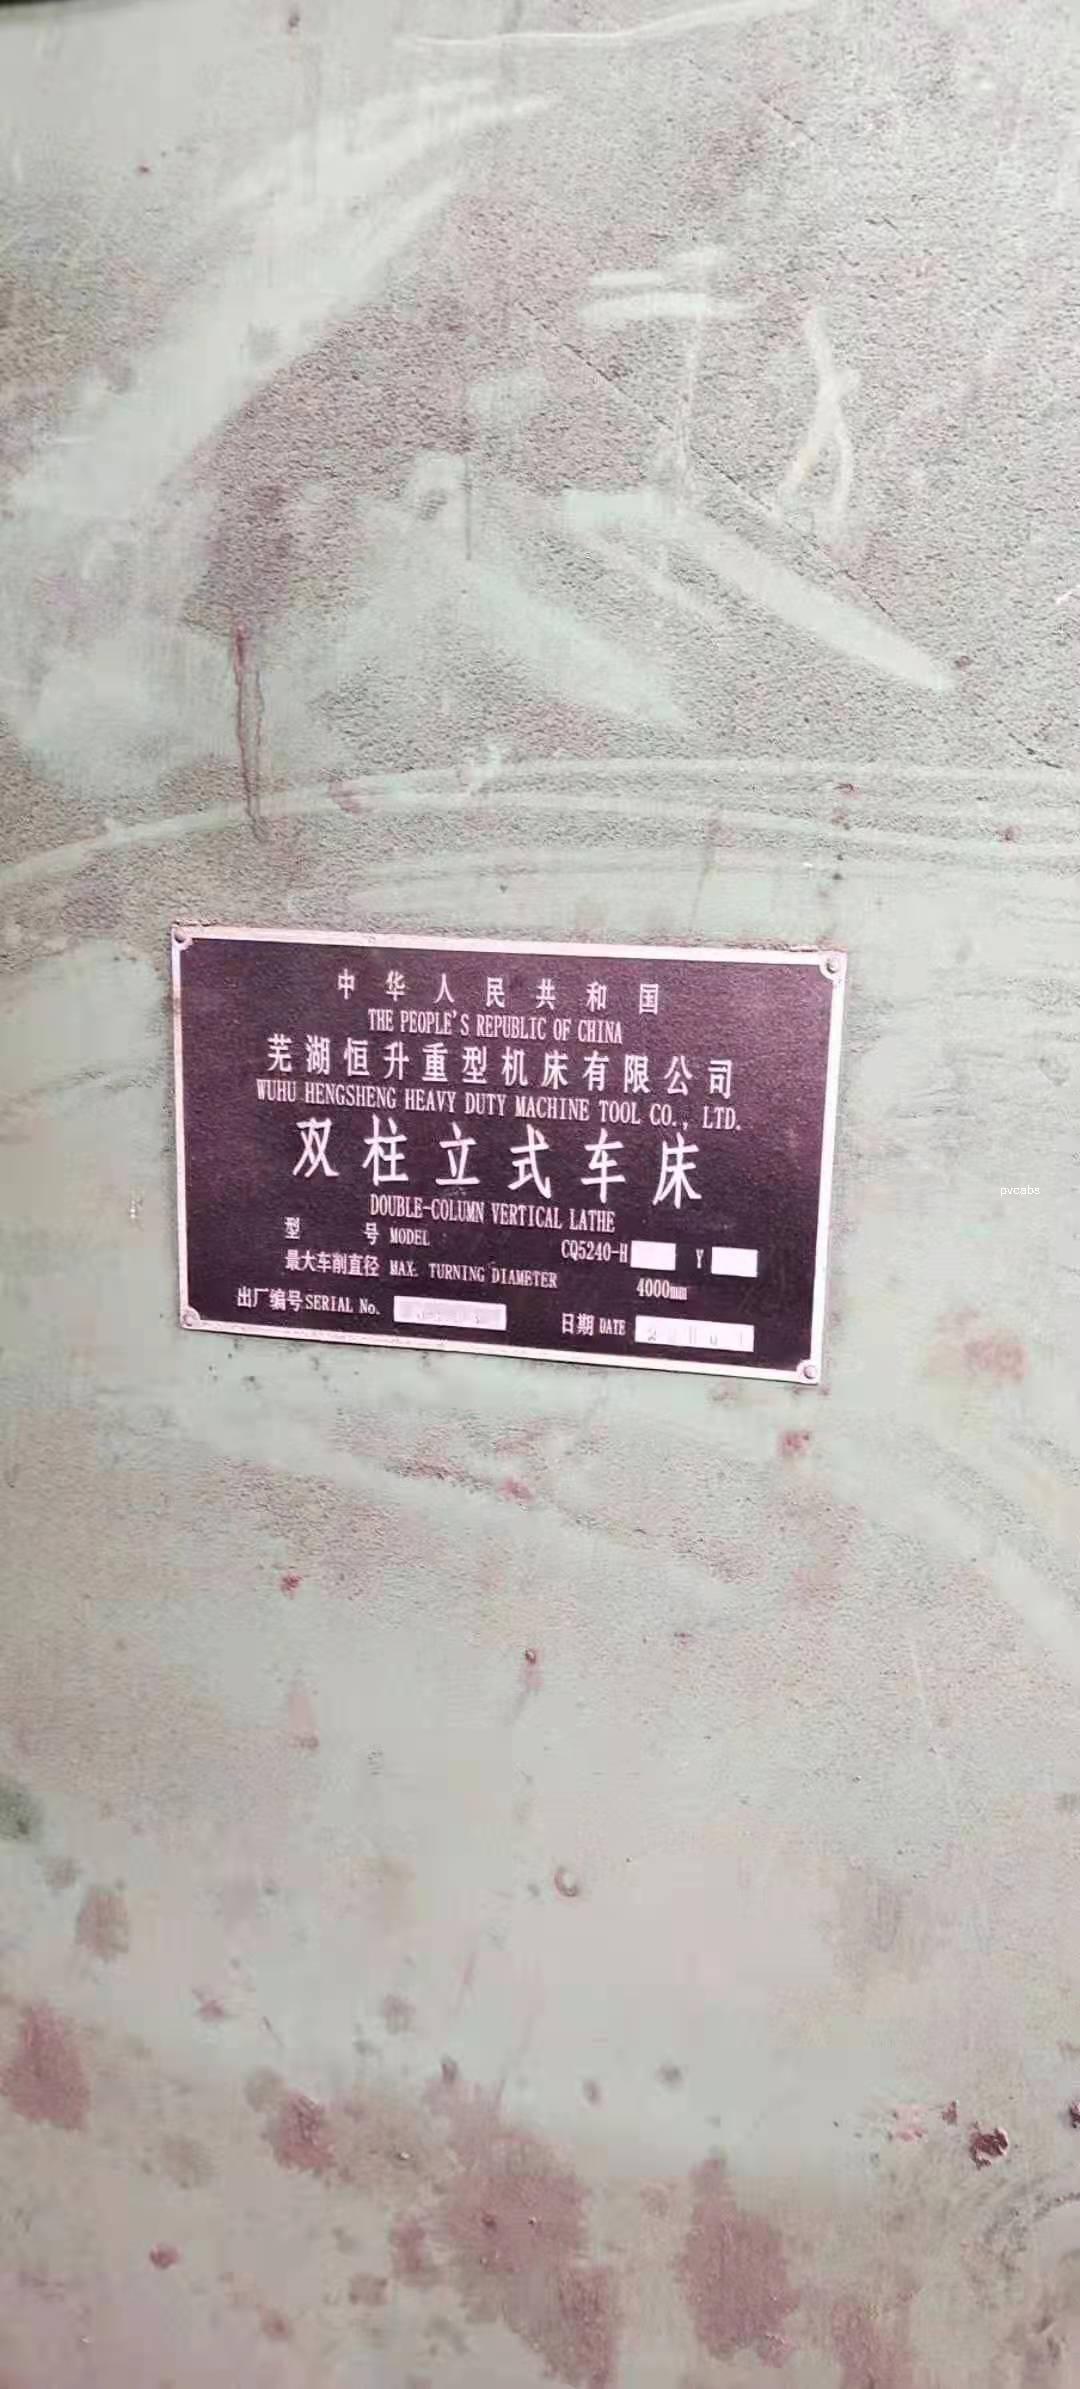 中华人民共和国
THE PEOPLE'S REPUBLIC OF CHINA
芜湖恒升重型机床有限公司
WUHU HENGSHENG HEAVY DUTY MACHINE TOOL CO., LTD.
双柱立式车床
DOUBLE-COLUMN VERTICAL LATHE
型 号 MODEL CQ5240-H Y
最大车削直径 MAX. TURNING DIAMETER 4000mm
出厂编号 SERIAL No. 日期 DATE
pvcabs